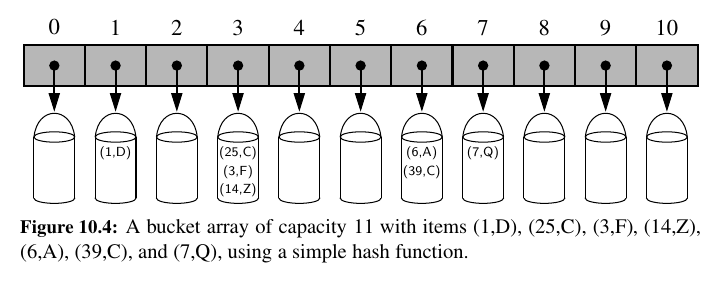 0 1 2 3 4 5 6 7 8 9 10
(1,D) (25,C) (6,A) (7,Q)
(3,F) (39,C)
(14,Z)
Figure 10.4: A bucket array of capacity 11 with items (1,D), (25,C), (3,F), (14,Z),
(6,A), (39,C), and (7,Q), using a simple hash function.